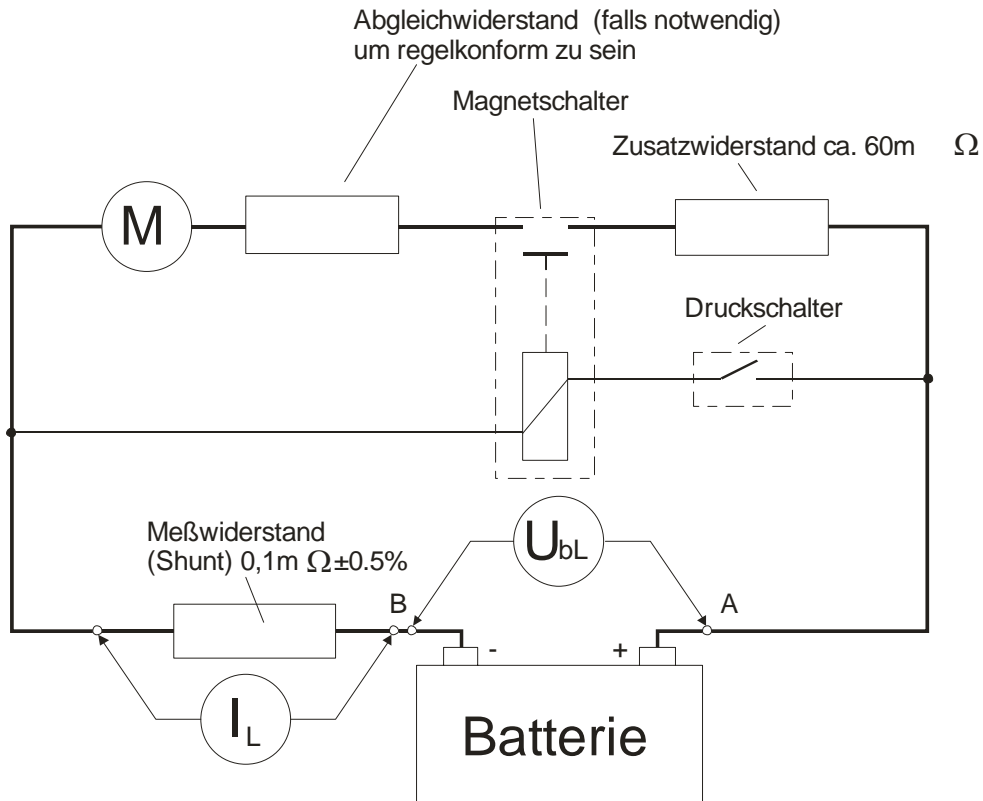 Abgleichwiderstand (falls notwendig)
um regelkonform zu sein
Magnetschalter
Zusatzwiderstand ca. 60m Ω
M
Druckschalter
Meßwiderstand
(Shunt) 0,1m Ω±0.5%
UbL
B
A
-
+
IL
Batterie